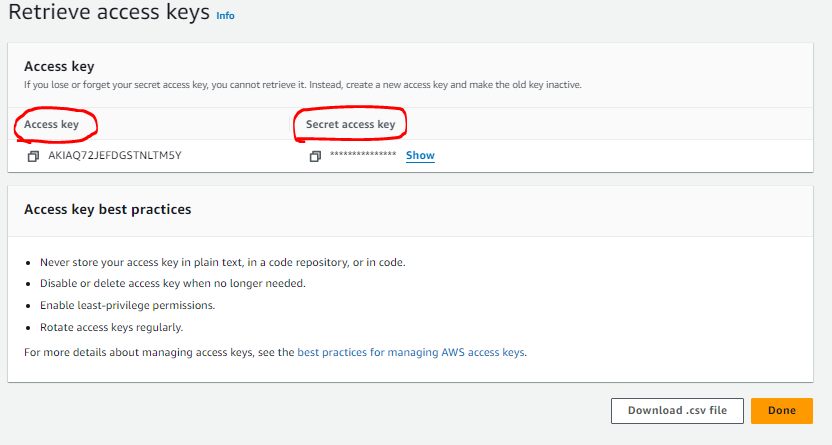 Retrieve access keys Info
Access key
If you lose or forget your secret access key, you cannot retrieve it. Instead, create a new access key and make the old key inactive.
Access key Secret access key
AKIAQ72JEFDGSTNLTM5Y *************** Show
Access key best practices
Never store your access key in plain text, in a code repository, or in code.
Disable or delete access key when no longer needed.
Enable least-privilege permissions.
Rotate access keys regularly.
For more details about managing access keys, see the best practices for managing AWS access keys.
Download .csv file Done